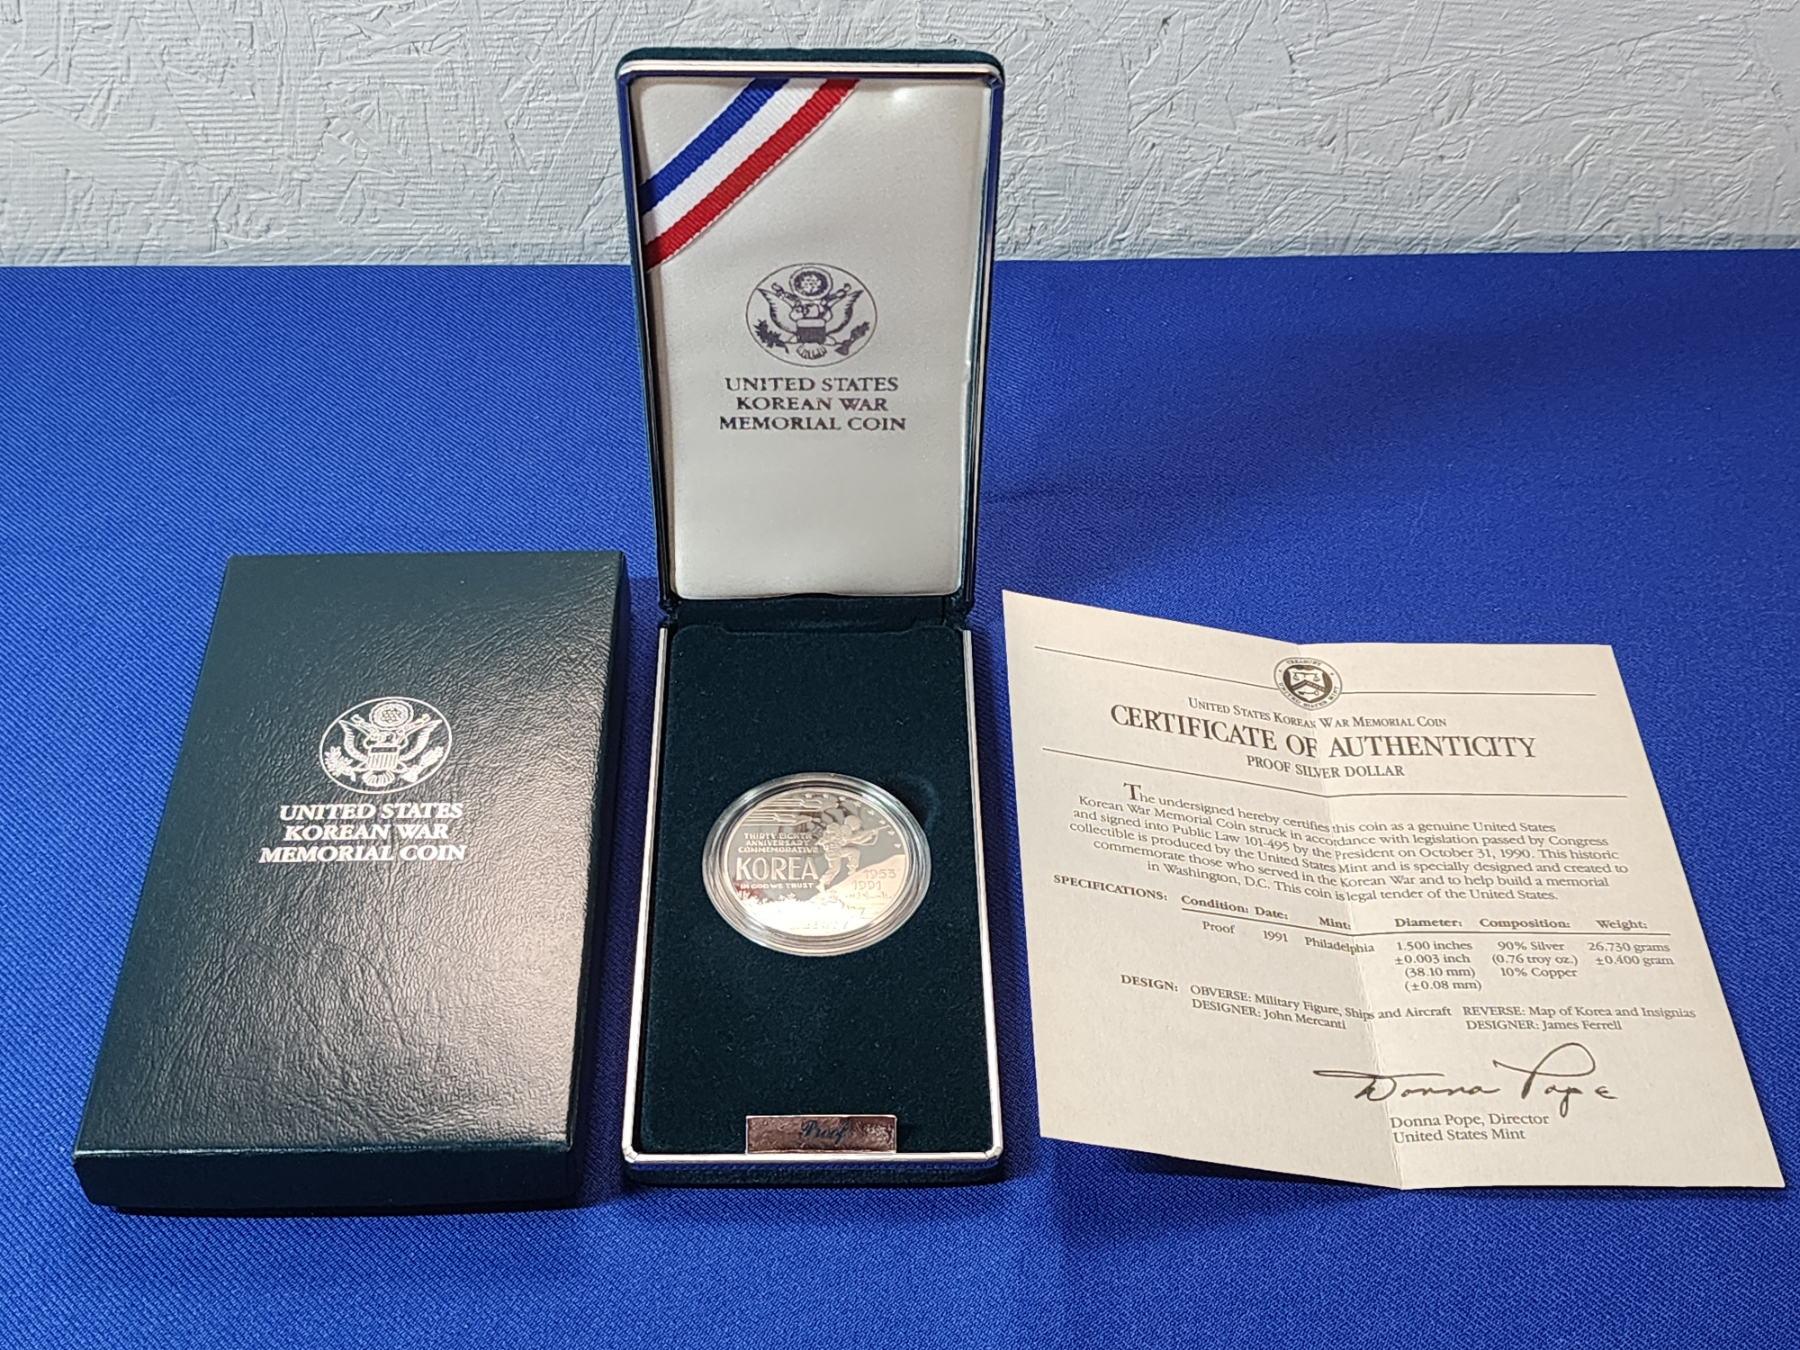 UNITED STATES
KOREAN WAR
MEMORIAL COIN
UNITED STATES
KOREAN WAR
MEMORIAL COIN
THIRTY-EIGHTH
ANNIVERSARY
COMMEMORATIVE
KOREA
IN GOD WE TRUST
1953
1991
LIBERTY
Proof
UNITED STATES KOREAN WAR MEMORIAL COIN
CERTIFICATE OF AUTHENTICITY
PROOF SILVER DOLLAR
The undersigned hereby certifies this coin as a genuine United States
Korean War Memorial Coin struck in accordance with legislation passed by Congress
and signed into Public Law 101-495 by the President on October 31, 1990. This historic
collectible is produced by the United States Mint and is specially designed and created to
commemorate those who served in the Korean War and to help build a memorial
in Washington, D.C. This coin is legal tender of the United States.
SPECIFICATIONS: Condition: Date: Mint: Diameter: Composition: Weight:
Proof 1991 Philadelphia 1.500 inches 90% Silver 26.730 grams
±0.003 inch (0.76 troy oz.) ±0.400 gram
(38.10 mm) 10% Copper
(±0.08 mm)
DESIGN: OBVERSE: Military Figure, Ships and Aircraft REVERSE: Map of Korea and Insignias
DESIGNER: John Mercanti DESIGNER: James Ferrell
Donna Pope
Donna Pope, Director
United States Mint